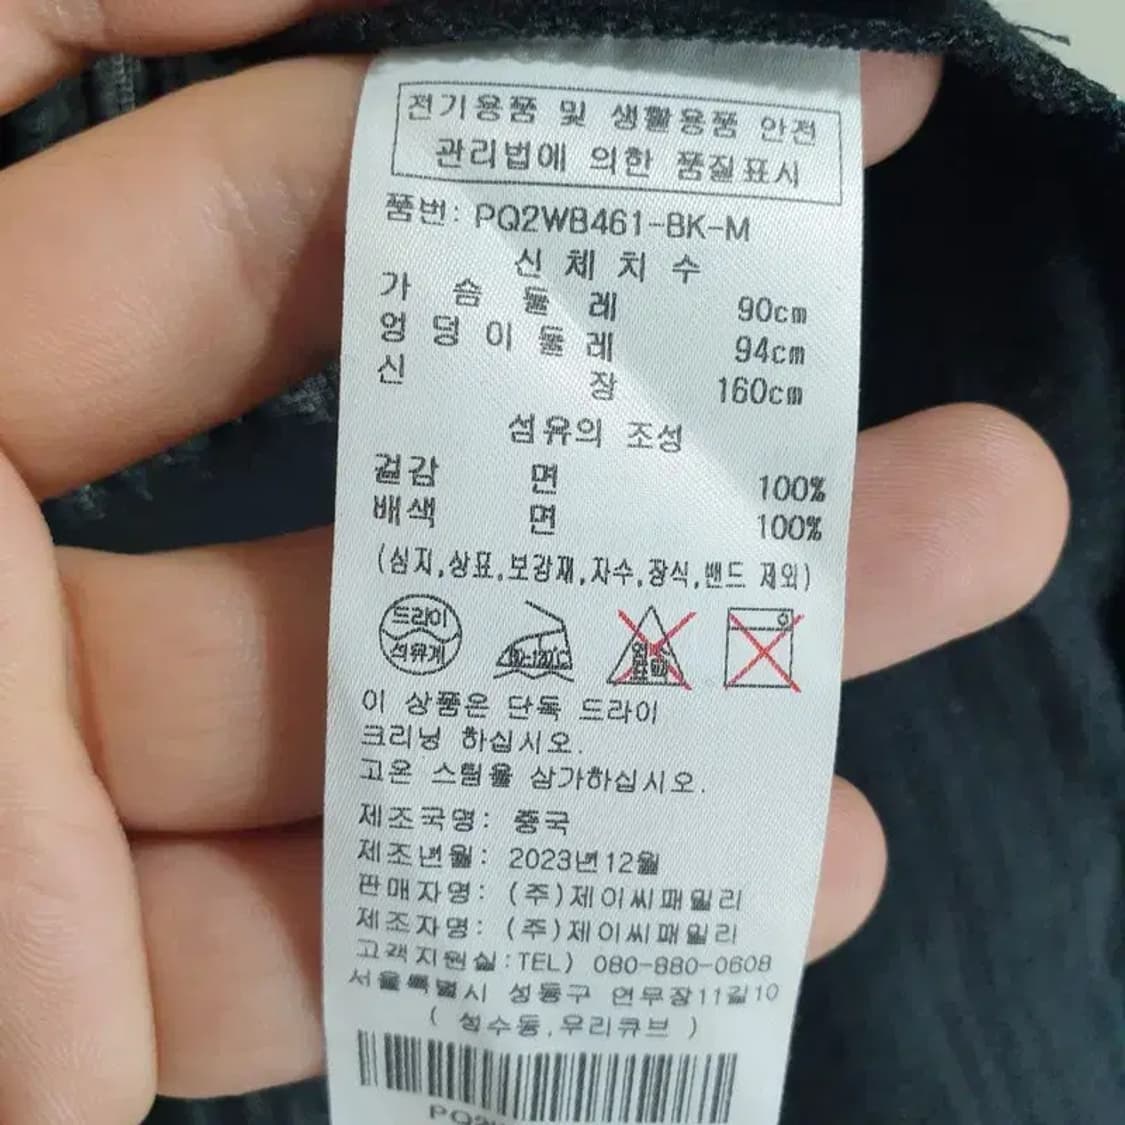 전기용품 및 생활용품 안전
관리법에 의한 품질표시
품번: PQ2WB461-BK-M
신 체 치 수
가 슴 둘 레 90cm
엉 덩 이 둘 레 94cm
신 장 160cm
섬유의 조성
겉감 면 100%
배색 면 100%
(심지,상표,보강재,자수,장식,밴드 제외)
드라이
석유계
80~120℃
이 상품은 단독 드라이
크리닝 하십시오.
고온 스팀을 삼가하십시오.
제조국명: 중국
제조년월: 2023년12월
판매자명: (주)제이씨패밀리
제조자명: (주)제이씨패밀리
고객지원실:TEL) 080-880-0608
서울특별시 성동구 연무장11길10
( 성수동,우리큐브 )